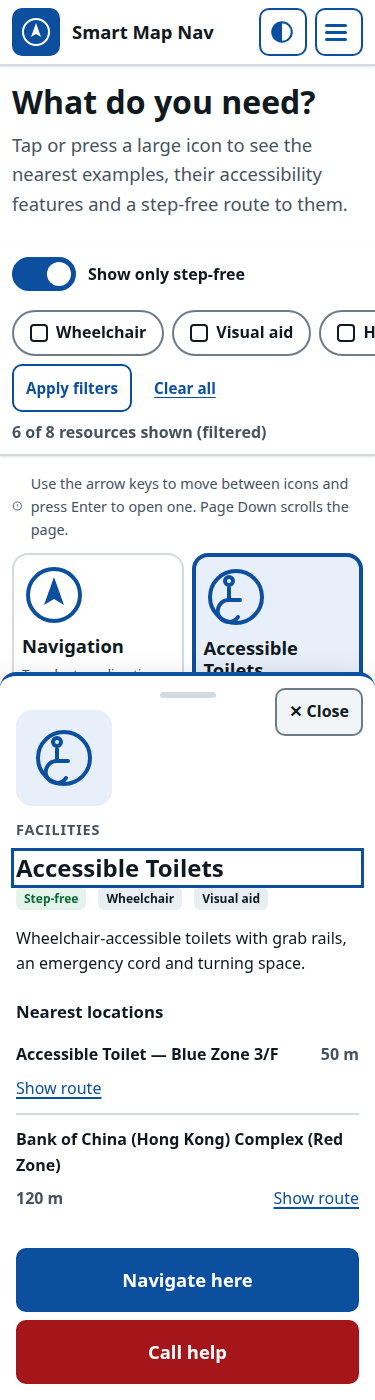 Smart Map Nav
What do you need?
Tap or press a large icon to see the
nearest examples, their accessibility
features and a step-free route to them.
Show only step-free
Wheelchair
Visual aid
H
Apply filters
Clear all
6 of 8 resources shown (filtered)
Use the arrow keys to move between icons and
press Enter to open one. Page Down scrolls the
page.
Navigation
Accessible
Toilets
✕ Close
FACILITIES
Accessible Toilets
Step-free
Wheelchair
Visual aid
Wheelchair-accessible toilets with grab rails,
an emergency cord and turning space.
Nearest locations
Accessible Toilet — Blue Zone 3/F
50 m
Show route
Bank of China (Hong Kong) Complex (Red
Zone)
120 m
Show route
Navigate here
Call help